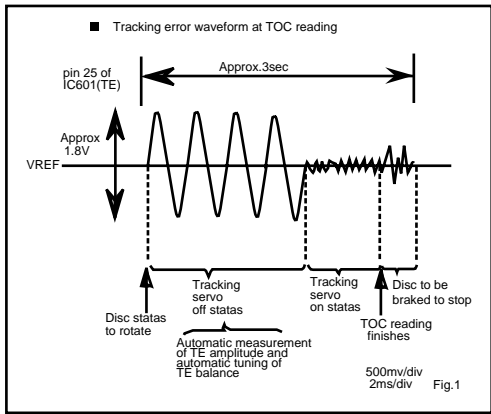 ■ Tracking error waveform at TOC reading
pin 25 of
IC601(TE)
Approx.3sec
Approx
1.8V
VREF
Disc statas
to rotate
Tracking
servo
off statas
Automatic measurement
of TE amplitude and
automatic tuning of
TE balance
Tracking
servo
on statas
Disc to be
braked to stop
TOC reading
finishes
500mv/div
2ms/div
Fig.1